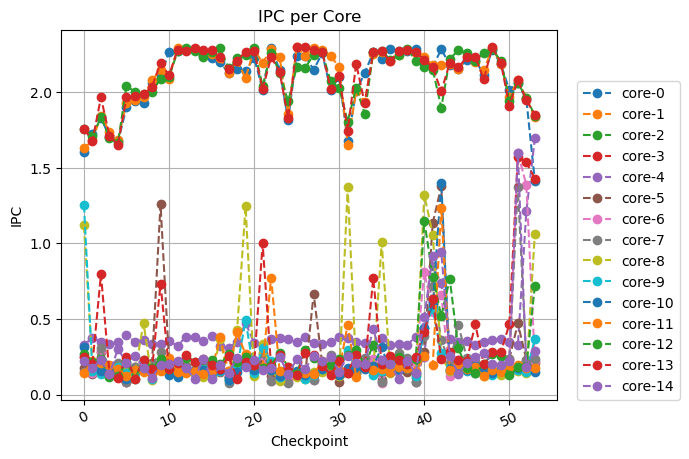 IPC per Core
IPC
2.0
1.5
1.0
0.5
0.0
0
10
20
30
40
50
Checkpoint
core-0
core-1
core-2
core-3
core-4
core-5
core-6
core-7
core-8
core-9
core-10
core-11
core-12
core-13
core-14